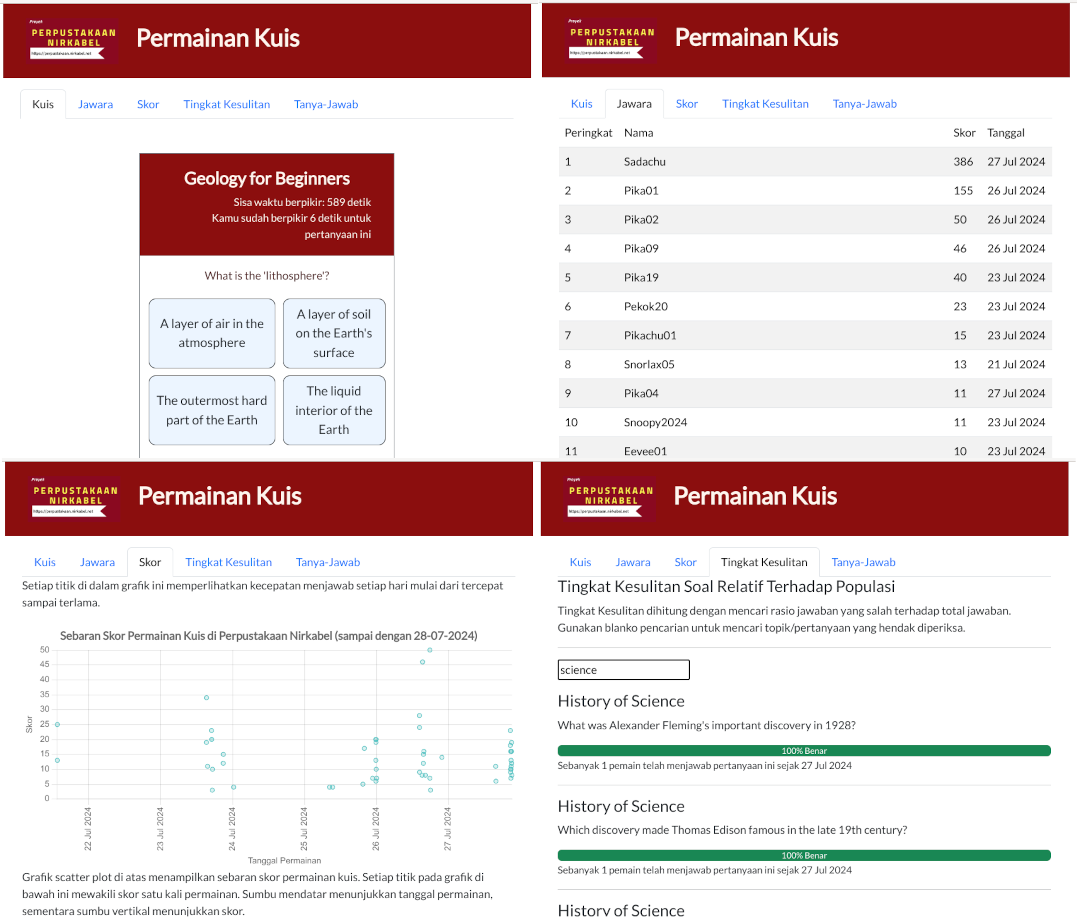 Proyek
PERPUSTAKAAN
NIRKABEL
https://perpustakaan.nirkabel.net
Permainan Kuis
Kuis Jawara Skor Tingkat Kesulitan Tanya-Jawab
Geology for Beginners
Sisa waktu berpikir: 589 detik
Kamu sudah berpikir 6 detik untuk
pertanyaan ini
What is the 'lithosphere'?
A layer of air in the
atmosphere
A layer of soil
on the Earth's
surface
The outermost hard
part of the Earth
The liquid
interior of the
Earth
Proyek
PERPUSTAKAAN
NIRKABEL
https://perpustakaan.nirkabel.net
Permainan Kuis
Kuis Jawara Skor Tingkat Kesulitan Tanya-Jawab
Peringkat Nama Skor Tanggal
1 Sadachu 386 27 Jul 2024
2 Pika01 155 26 Jul 2024
3 Pika02 50 26 Jul 2024
4 Pika09 46 26 Jul 2024
5 Pika19 40 23 Jul 2024
6 Pekok20 23 23 Jul 2024
7 Pikachu01 15 23 Jul 2024
8 Snorlax05 13 21 Jul 2024
9 Pika04 11 27 Jul 2024
10 Snoopy2024 11 23 Jul 2024
11 Eevee01 10 23 Jul 2024
Proyek
PERPUSTAKAAN
NIRKABEL
https://perpustakaan.nirkabel.net
Permainan Kuis
Kuis Jawara Skor Tingkat Kesulitan Tanya-Jawab
Setiap titik di dalam grafik ini memperlihatkan kecepatan menjawab setiap hari mulai dari tercepat
sampai terlama.
Sebaran Skor Permainan Kuis di Perpustakaan Nirkabel (sampai dengan 28-07-2024)
50
45
40
35
30
25
20
15
10
5
0
Skor
22 Jul 2024
23 Jul 2024
24 Jul 2024
25 Jul 2024
26 Jul 2024
27 Jul 2024
Tanggal Permainan
Grafik scatter plot di atas menampilkan sebaran skor permainan kuis. Setiap titik pada grafik di
bawah ini mewakili skor satu kali permainan. Sumbu mendatar menunjukkan tanggal permainan,
sementara sumbu vertikal menunjukkan skor.
Proyek
PERPUSTAKAAN
NIRKABEL
https://perpustakaan.nirkabel.net
Permainan Kuis
Kuis Jawara Skor Tingkat Kesulitan Tanya-Jawab
Tingkat Kesulitan Soal Relatif Terhadap Populasi
Tingkat Kesulitan dihitung dengan mencari rasio jawaban yang salah terhadap total jawaban.
Gunakan blanko pencarian untuk mencari topik/pertanyaan yang hendak diperiksa.
science
History of Science
What was Alexander Fleming's important discovery in 1928?
100% Benar
Sebanyak 1 pemain telah menjawab pertanyaan ini sejak 27 Jul 2024
History of Science
Which discovery made Thomas Edison famous in the late 19th century?
100% Benar
Sebanyak 1 pemain telah menjawab pertanyaan ini sejak 27 Jul 2024
History of Science